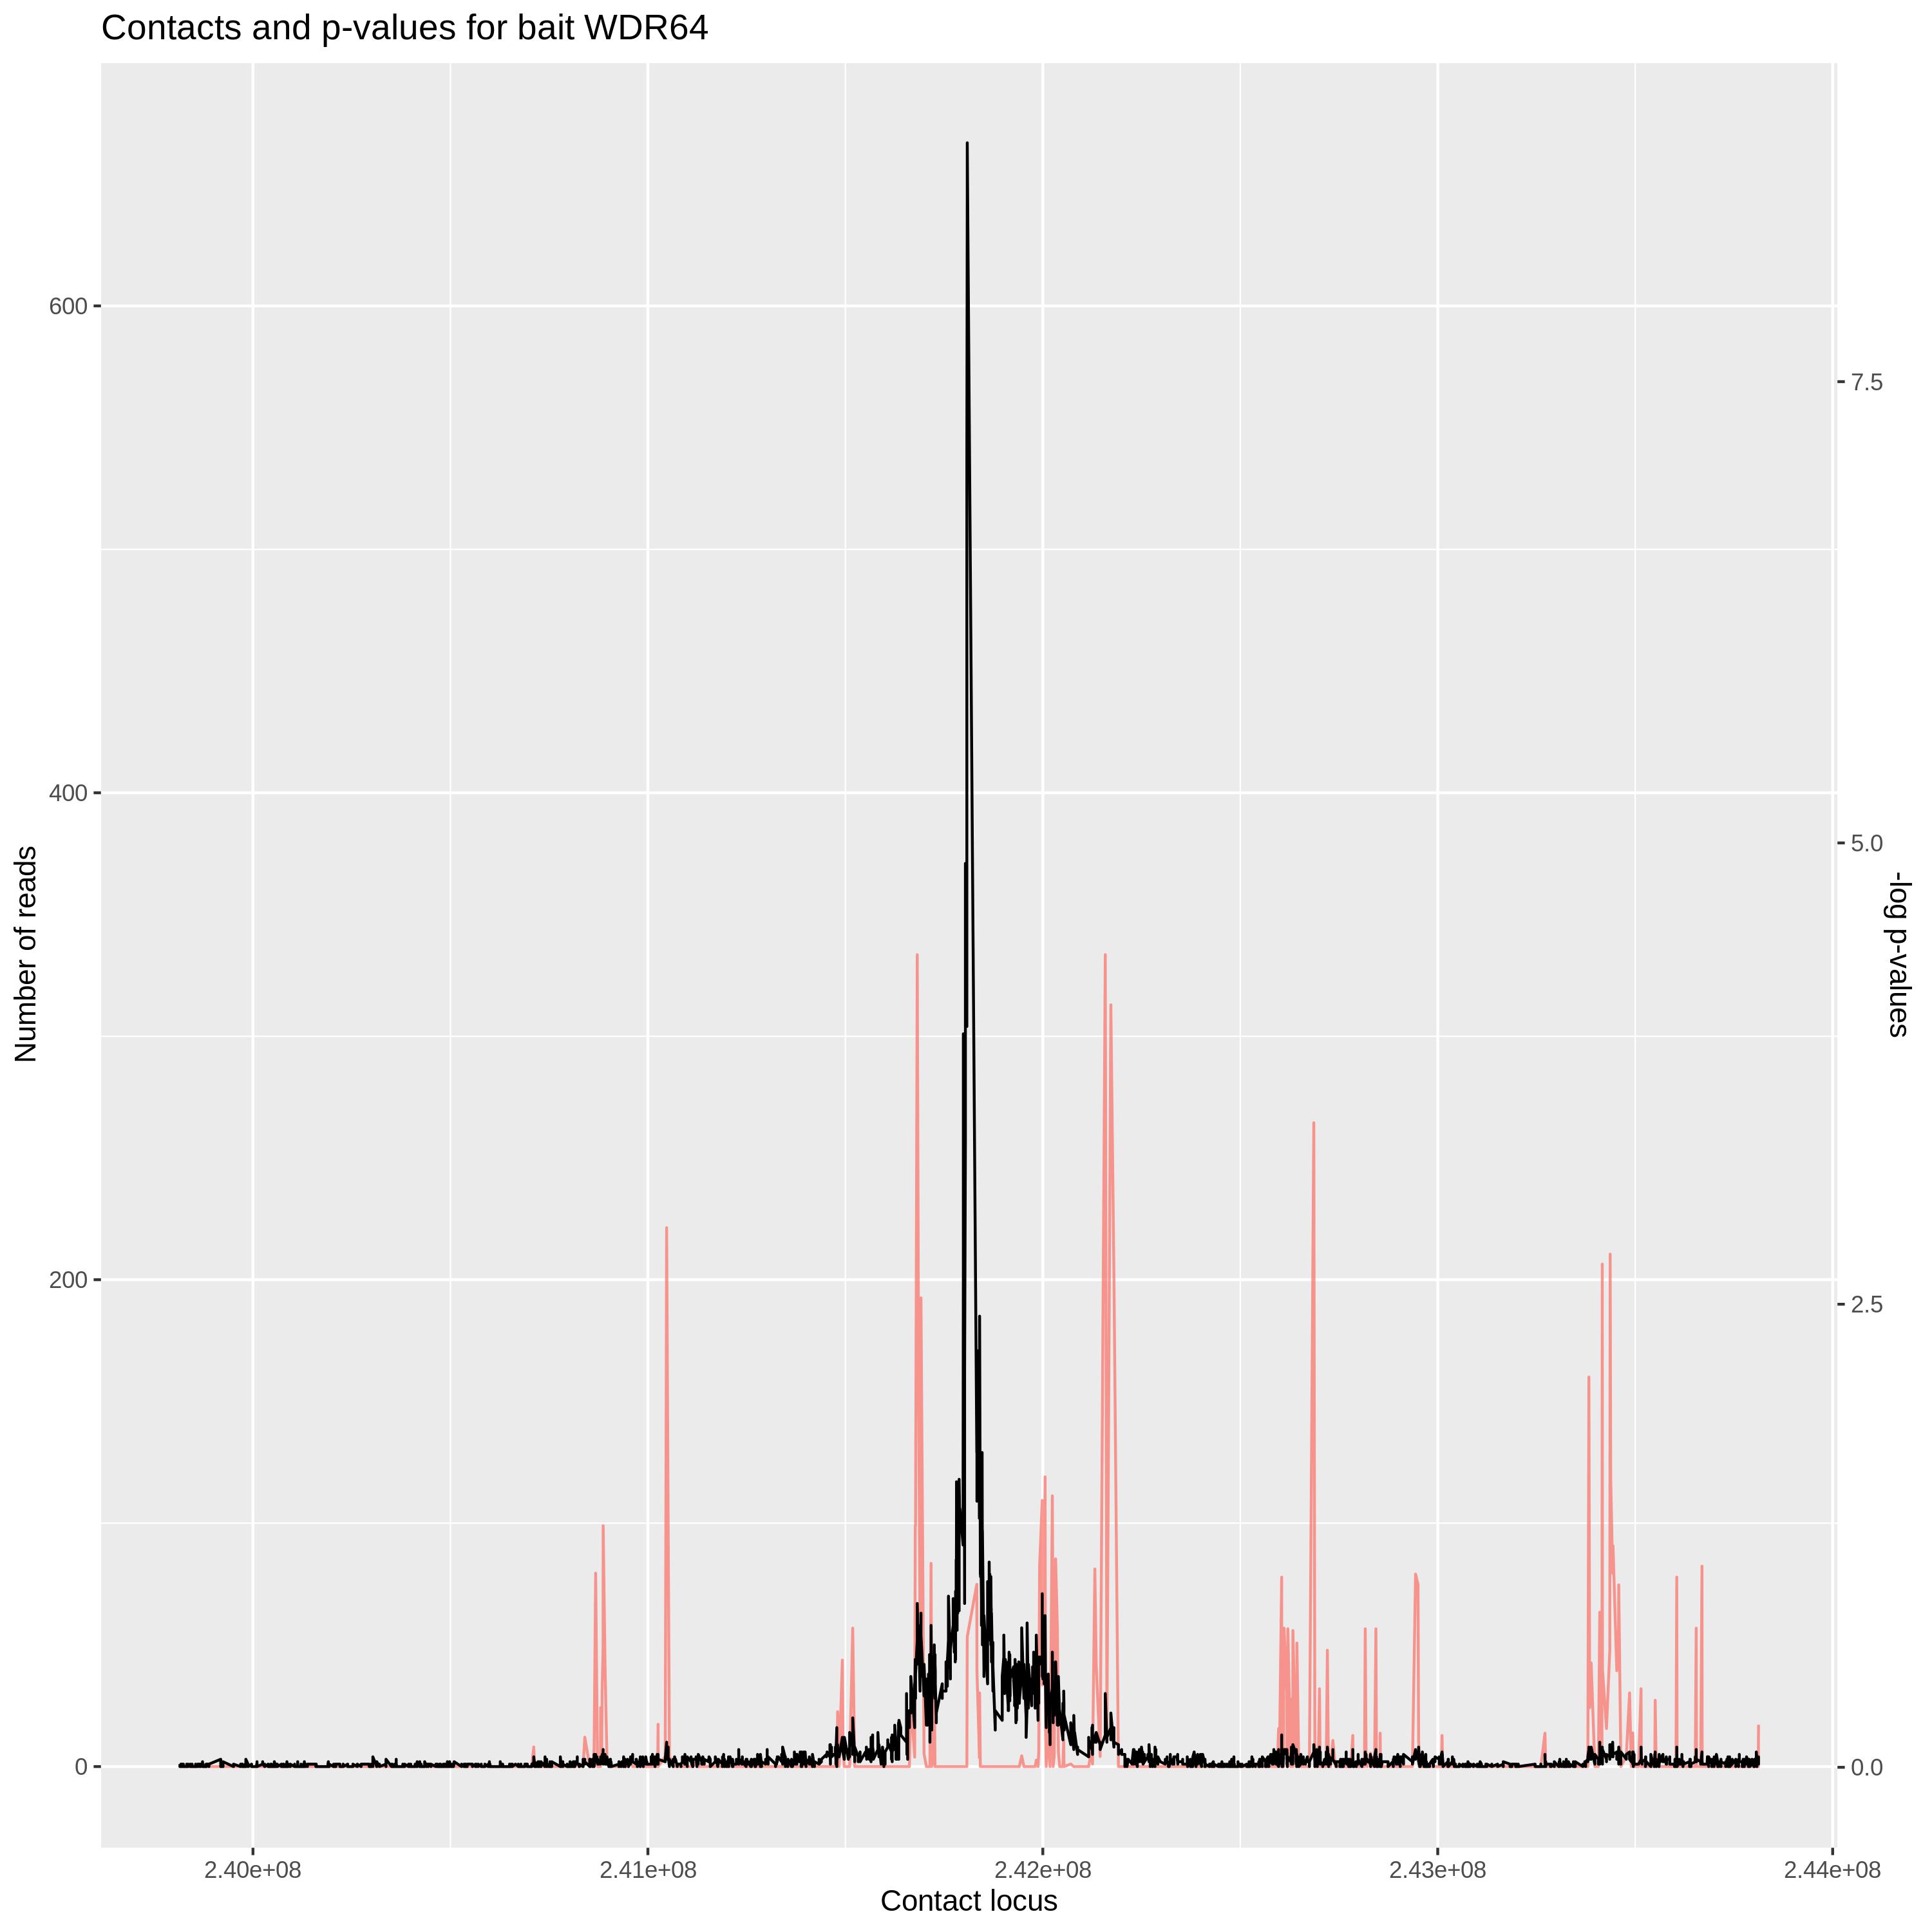 Contacts and p-values for bait WDR64
Number of reads
600
400
200
0
7.5
5.0
2.5
0.0
-log p-values
2.40e+08
2.41e+08
2.42e+08
2.43e+08
2.44e+08
Contact locus